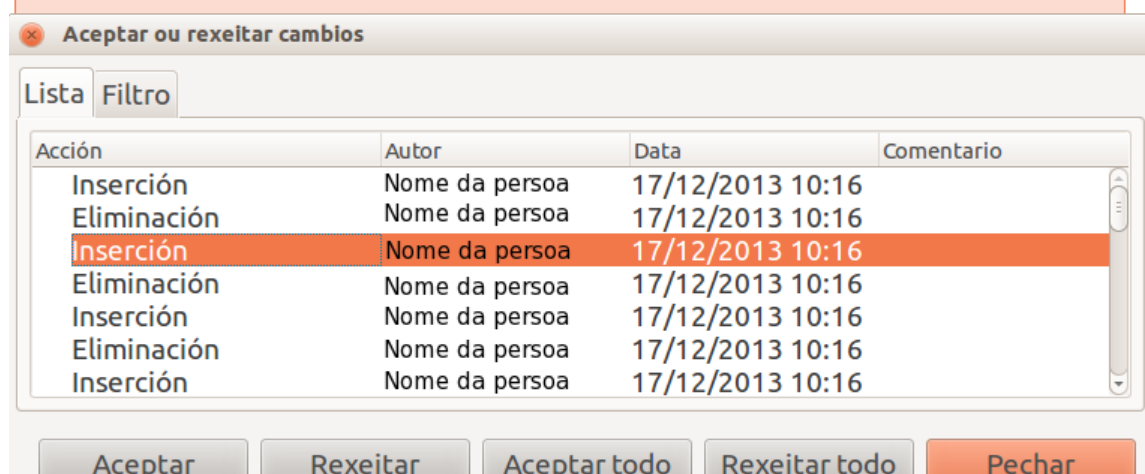 Aceptar ou rexeitar cambios
Lista Filtro
Acción Autor Data Comentario
Inserción Nome da persoa 17/12/2013 10:16
Eliminación Nome da persoa 17/12/2013 10:16
Inserción Nome da persoa 17/12/2013 10:16
Eliminación Nome da persoa 17/12/2013 10:16
Inserción Nome da persoa 17/12/2013 10:16
Eliminación Nome da persoa 17/12/2013 10:16
Inserción Nome da persoa 17/12/2013 10:16
Aceptar Rexeitar Aceptar todo Rexeitar todo Pechar